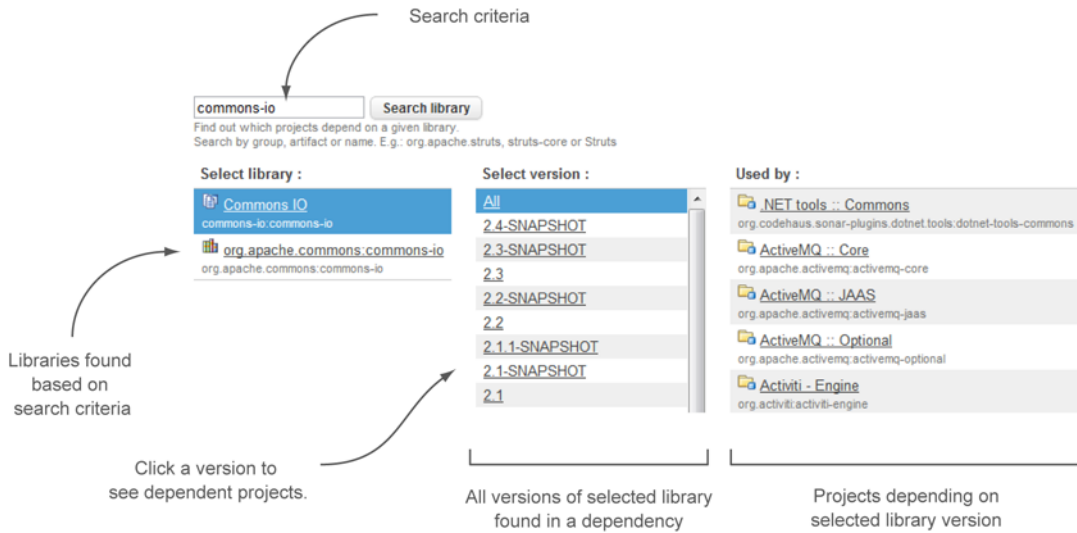 Search criteria
commons-io
Search library
Find out which projects depend on a given library.
Search by group, artifact or name. E.g.: org.apache.struts, struts-core or Struts
Select library :
Commons IO
commons-io:commons-io
org.apache.commons:commons-io
org.apache.commons:commons-io
Select version :
All
2.4-SNAPSHOT
2.3-SNAPSHOT
2.3
2.2-SNAPSHOT
2.2
2.1.1-SNAPSHOT
2.1-SNAPSHOT
2.1
Used by :
.NET tools :: Commons
org.codehaus.sonar-plugins.dotnet.tools:dotnet-tools-commons
ActiveMQ :: Core
org.apache.activemq:activemq-core
ActiveMQ :: JAAS
org.apache.activemq:activemq-jaas
ActiveMQ :: Optional
org.apache.activemq:activemq-optional
Activiti - Engine
org.activiti:activiti-engine
Libraries found
based on
search criteria
Click a version to
see dependent projects.
All versions of selected library
found in a dependency
Projects depending on
selected library version